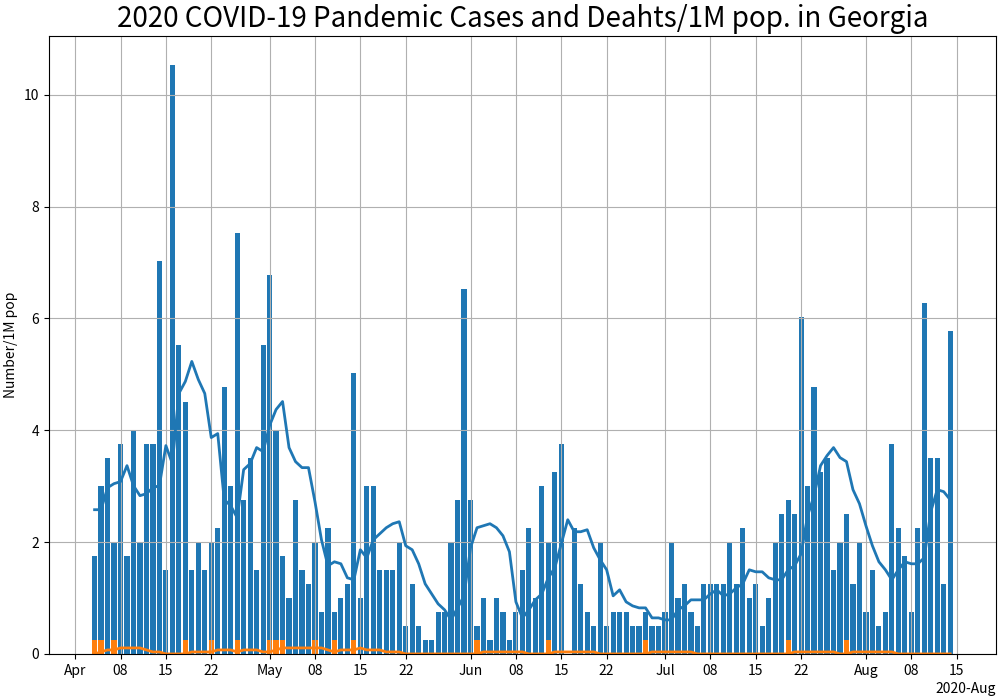 2020 COVID-19 Pandemic Cases and Deahts/1M pop. in Georgia
Number/1M pop
10
8
6
4
2
0
Apr 08 15 22 May 08 15 22 Jun 08 15 22 Jul 08 15 22 Aug 08 15
2020-Aug